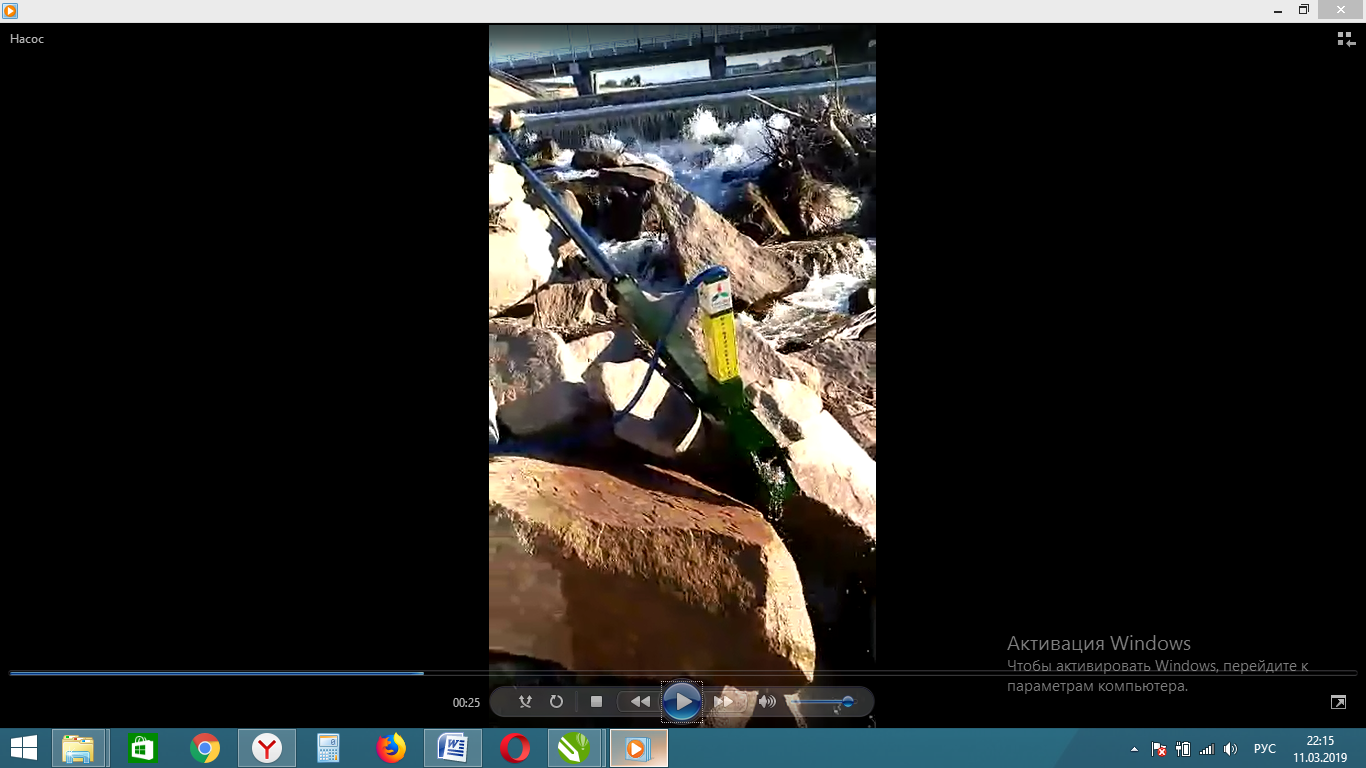 Насос
Активация Windows
Чтобы активировать Windows, перейдите к
параметрам компьютера.
00:25
РУС
22:15
11.03.2019